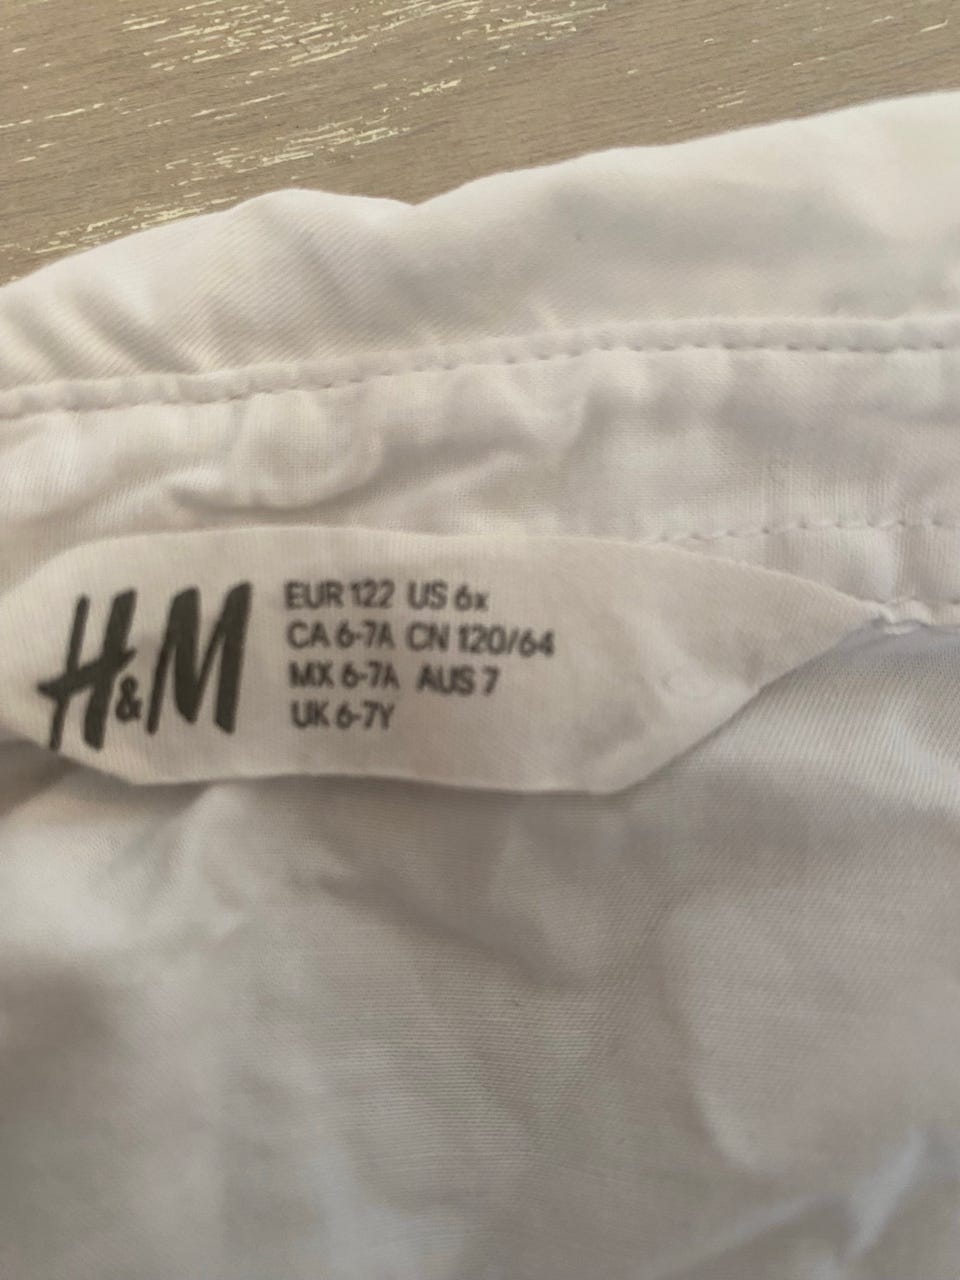 H&M
EUR 122 US 6x
CA 6-7A CN 120/64
MX 6-7A AUS 7
UK 6-7Y